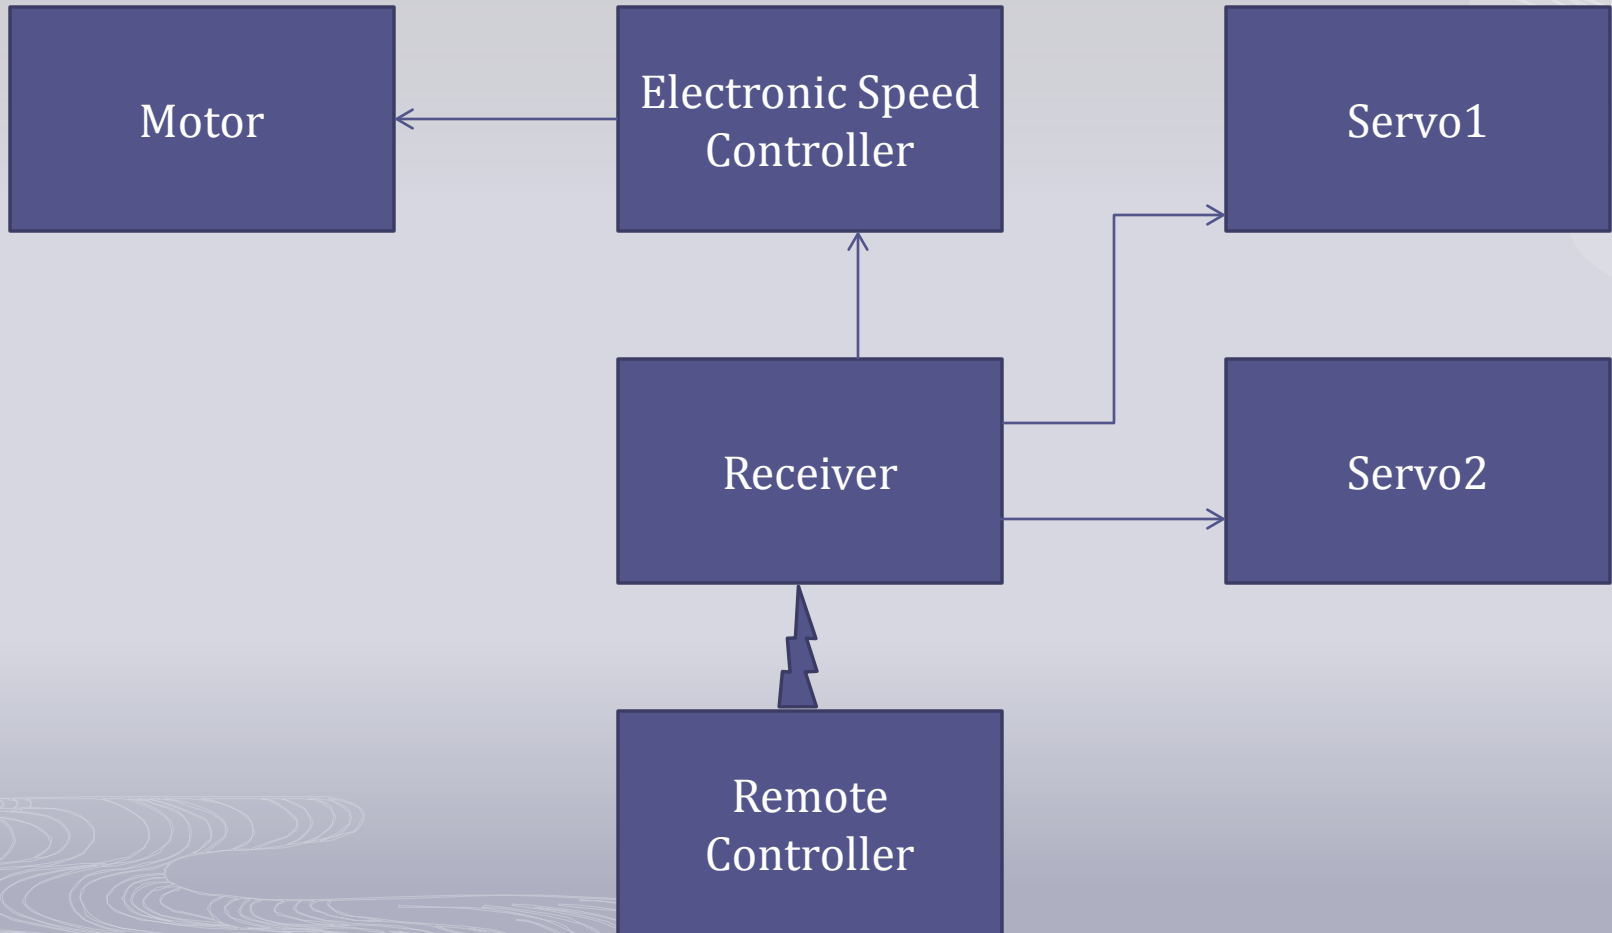 Motor
Electronic Speed
Controller
Servo1
Receiver
Servo2
Remote
Controller